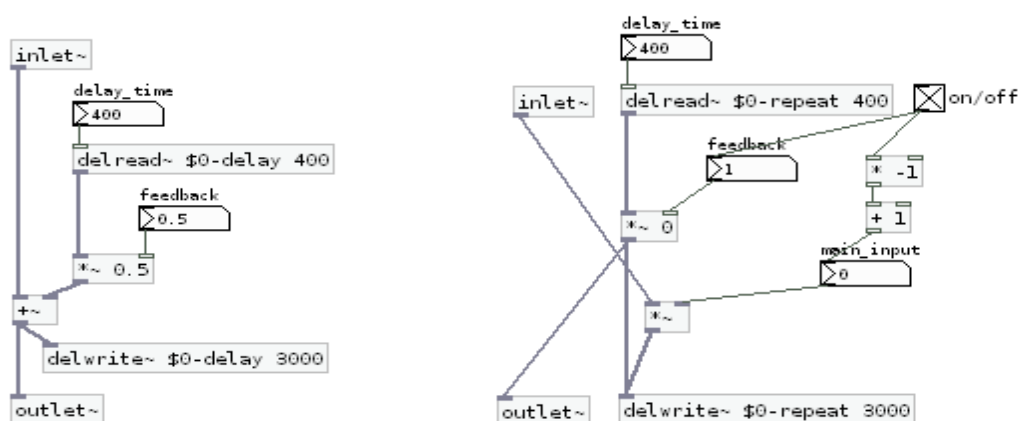 inlet~
delay_time
400
delread~ $0-delay 400
feedback
0.5
*~ 0.5
+~
delwrite~ $0-delay 3000
outlet~
delay_time
400
inlet~
delread~ $0-repeat 400
on/off
feedback
1
* -1
*~ 0
+ 1
main_input
0
*~
outlet~
delwrite~ $0-repeat 3000